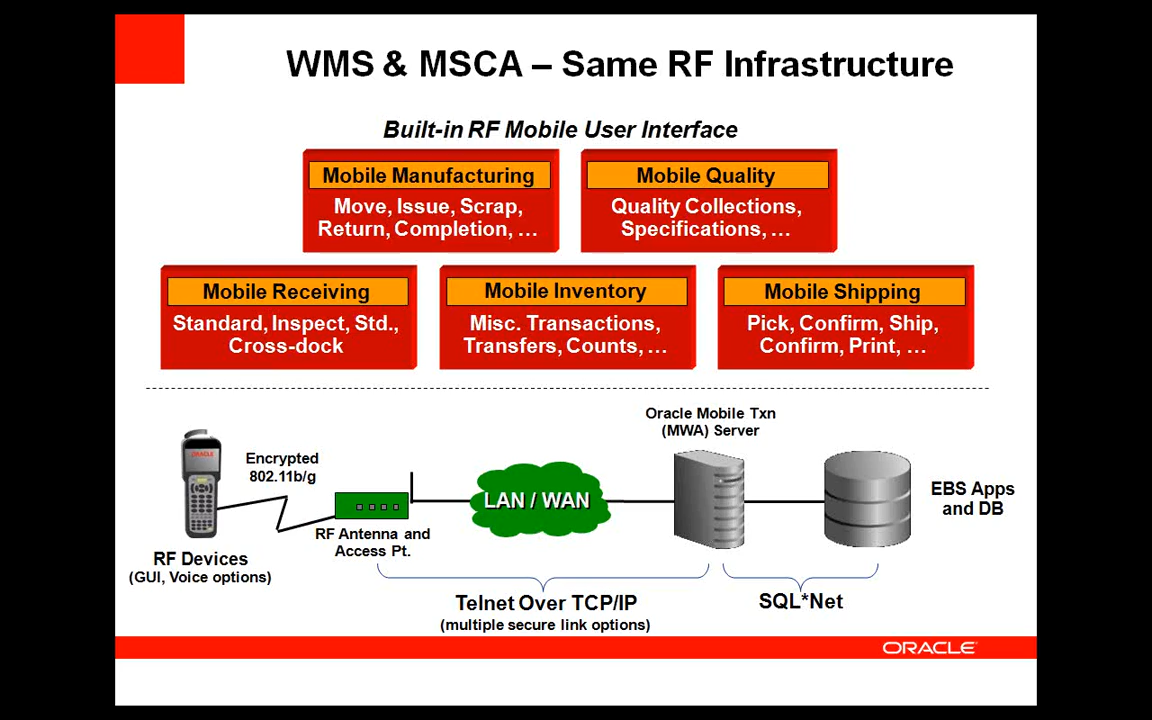 WMS & MSCA – Same RF Infrastructure
Built-in RF Mobile User Interface
Mobile Manufacturing
Move, Issue, Scrap,
Return, Completion, …
Mobile Quality
Quality Collections,
Specifications, …
Mobile Receiving
Standard, Inspect, Std.,
Cross-dock
Mobile Inventory
Misc. Transactions,
Transfers, Counts, …
Mobile Shipping
Pick, Confirm, Ship,
Confirm, Print, …
ORACLE
RF Devices
(GUI, Voice options)
Encrypted
802.11b/g
RF Antenna and
Access Pt.
LAN / WAN
Oracle Mobile Txn
(MWA) Server
EBS Apps
and DB
Telnet Over TCP/IP
(multiple secure link options)
SQL*Net
ORACLE